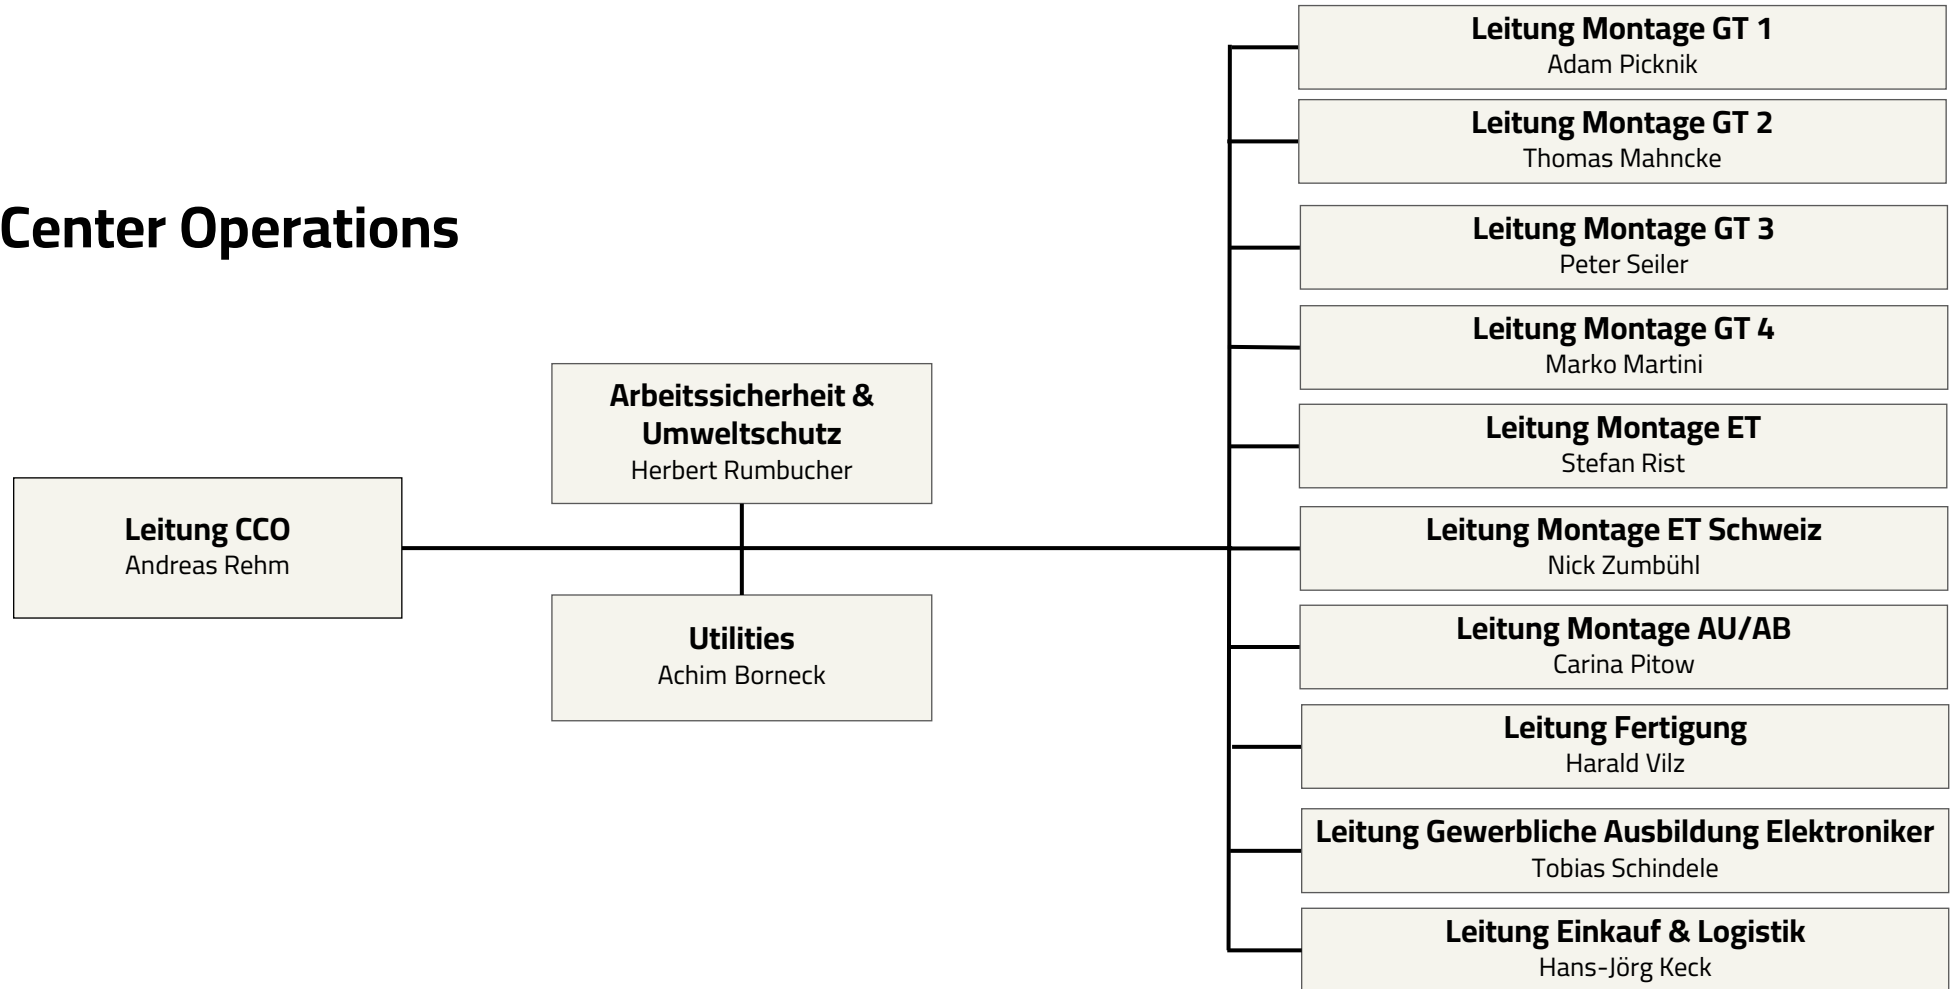 Center Operations
Leitung CCO
Andreas Rehm
Arbeitssicherheit &
Umweltschutz
Herbert Rumbucher
Utilities
Achim Borneck
Leitung Montage GT 1
Adam Picknik
Leitung Montage GT 2
Thomas Mahncke
Leitung Montage GT 3
Peter Seiler
Leitung Montage GT 4
Marko Martini
Leitung Montage ET
Stefan Rist
Leitung Montage ET Schweiz
Nick Zumbühl
Leitung Montage AU/AB
Carina Pitow
Leitung Fertigung
Harald Vilz
Leitung Gewerbliche Ausbildung Elektroniker
Tobias Schindele
Leitung Einkauf & Logistik
Hans-Jörg Keck